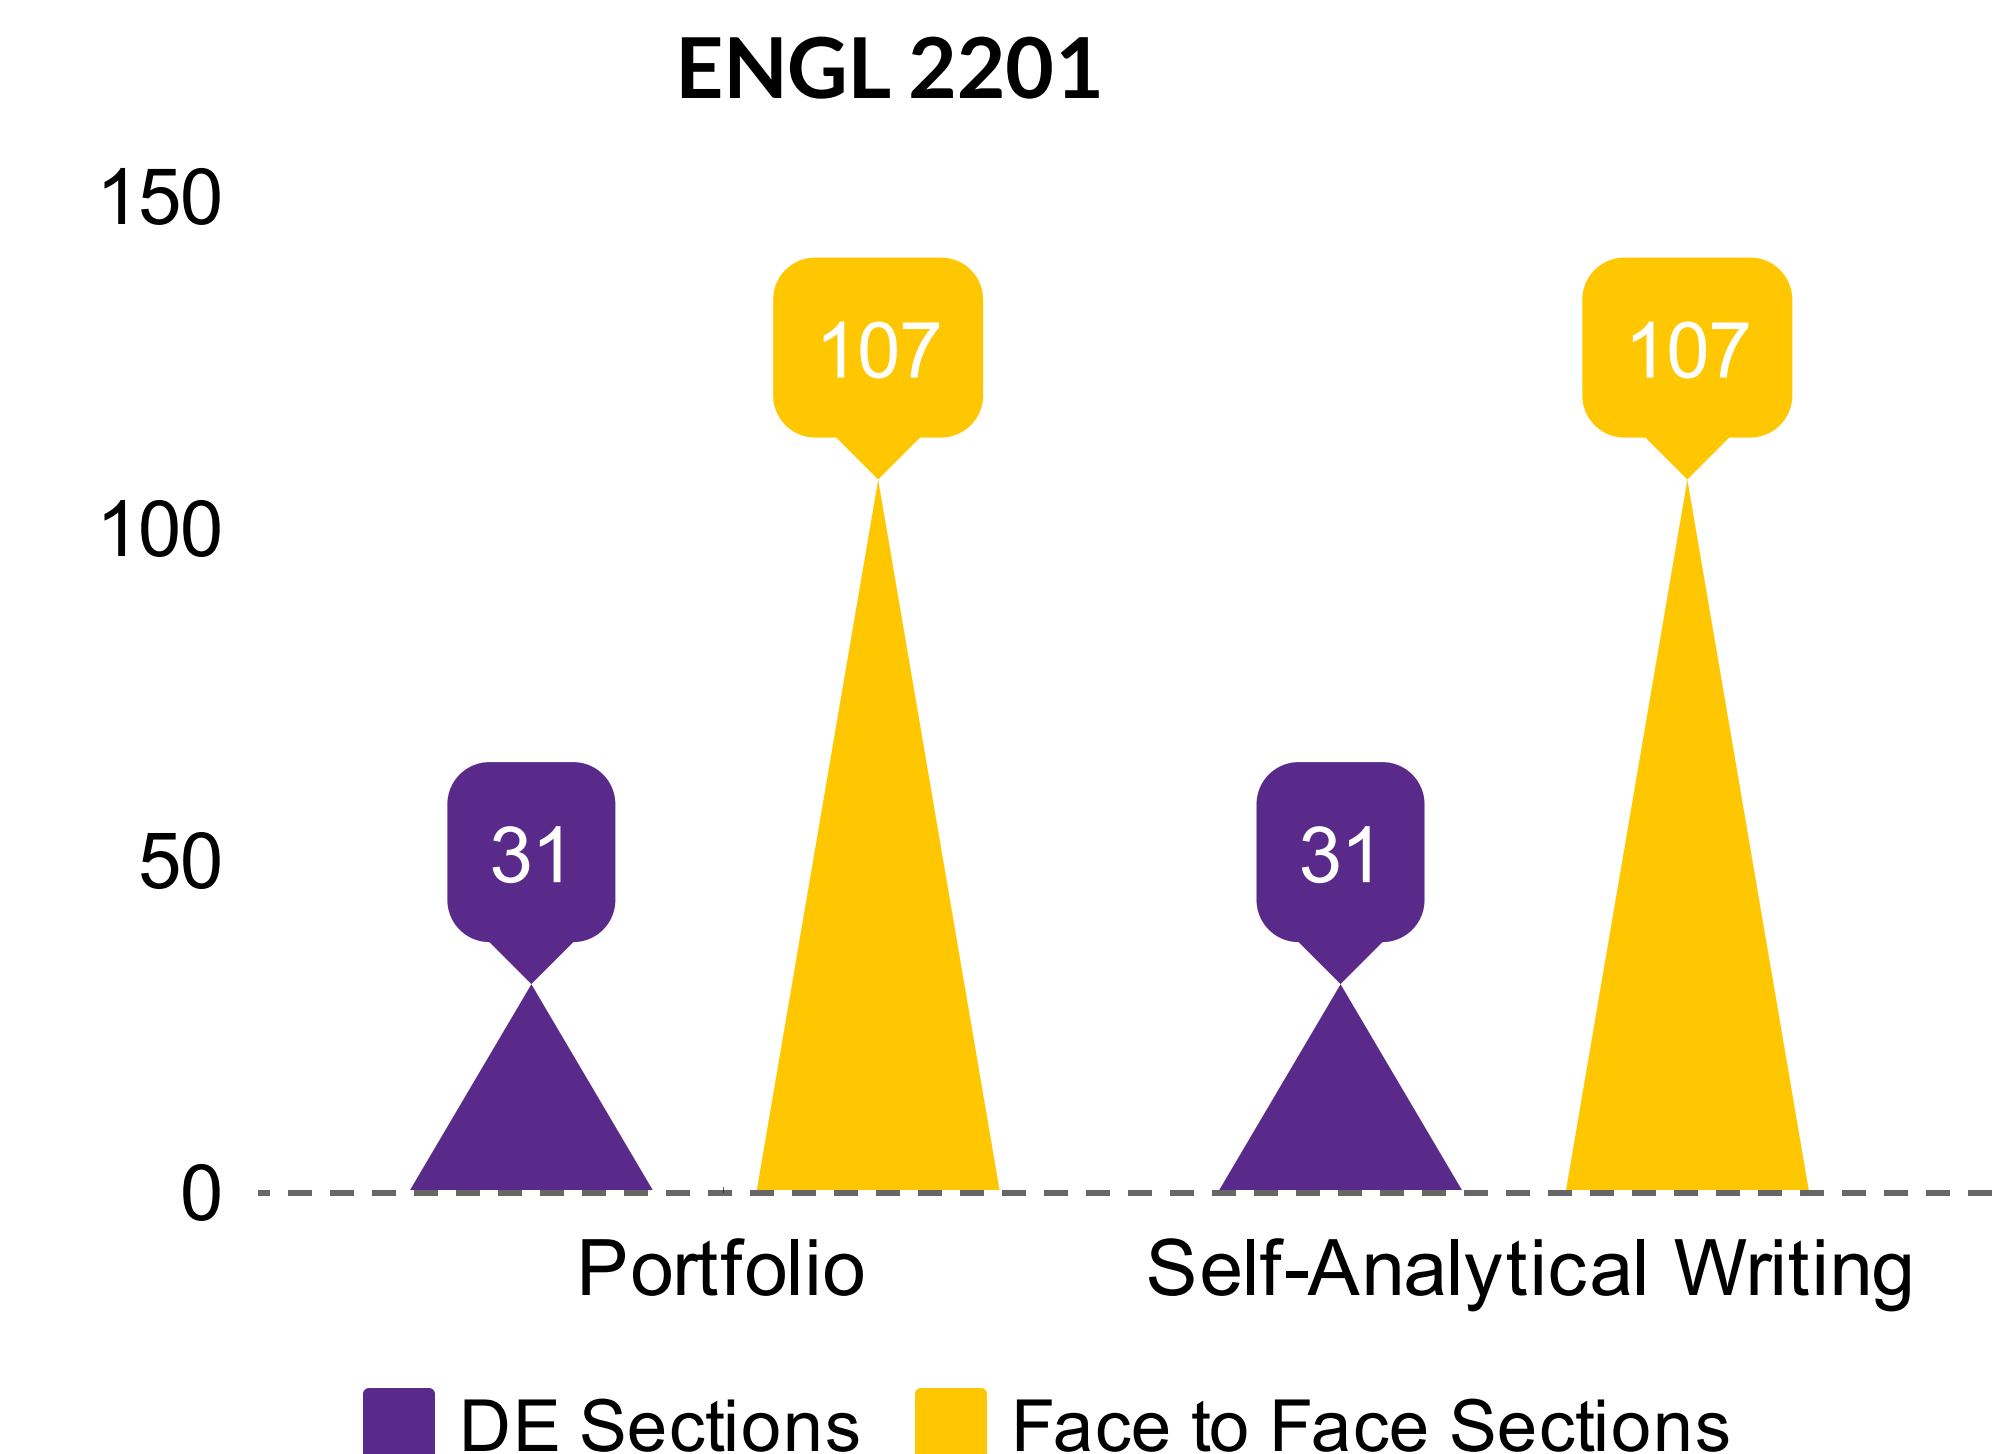 ENGL 2201
150
107
107
100
50
31
31
0
Portfolio
Self-Analytical Writing
DE Sections
Face to Face Sections